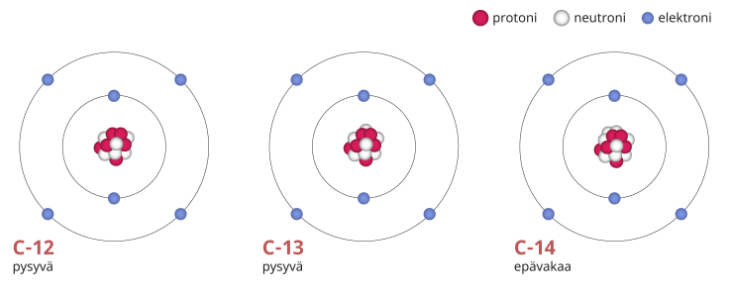 protoni neutroni elektroni
C-12
pysyvä
C-13
pysyvä
C-14
epävakaa